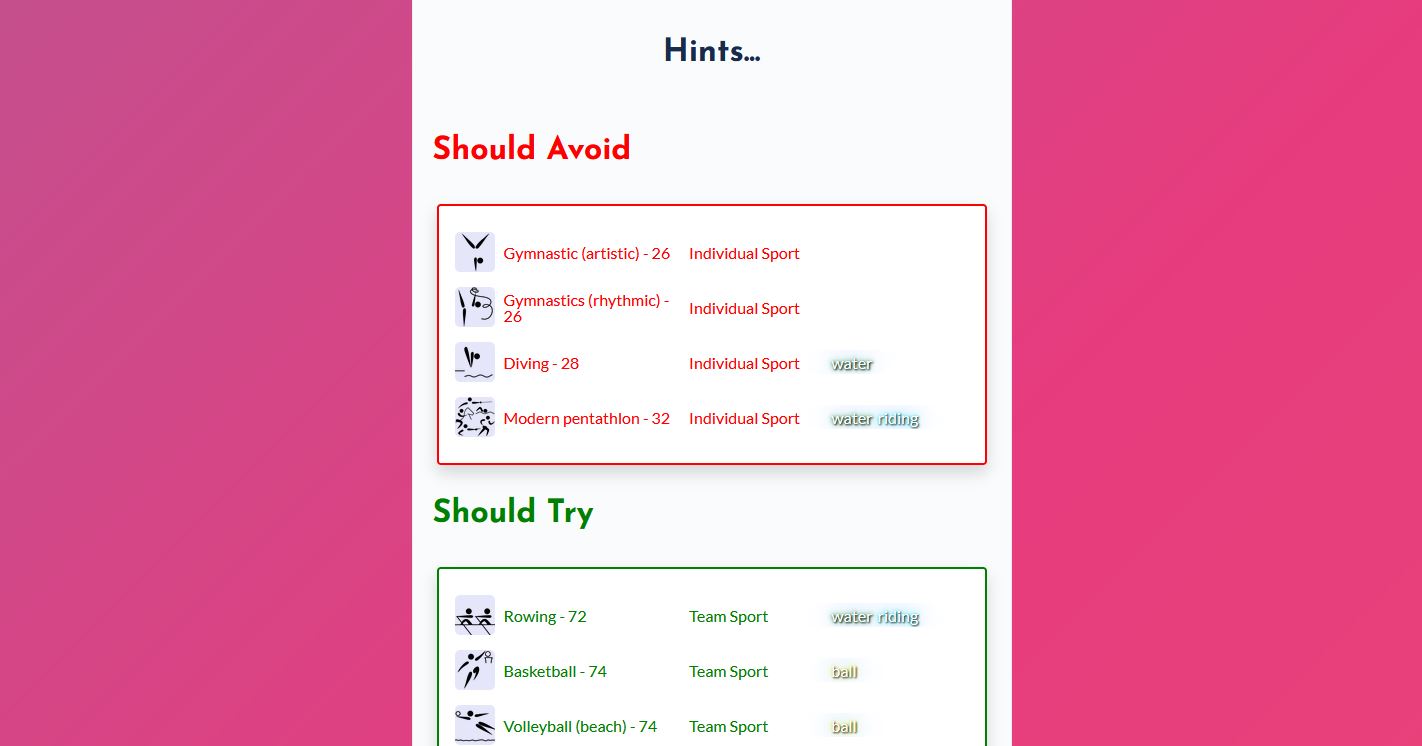 Hints...
Should Avoid
Gymnastic (artistic) - 26 Individual Sport
Gymnastics (rhythmic) - 26 Individual Sport
Diving - 28 Individual Sport water
Modern pentathlon - 32 Individual Sport water riding
Should Try
Rowing - 72 Team Sport water riding
Basketball - 74 Team Sport ball
Volleyball (beach) - 74 Team Sport ball